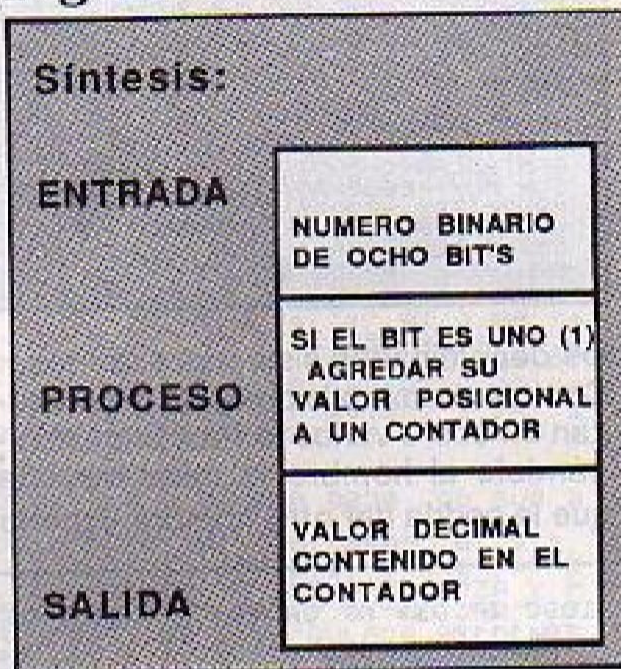 Síntesis:
ENTRADA
NUMERO BINARIO
DE OCHO BIT'S
SI EL BIT ES UNO (1)
AGREDAR SU
VALOR POSICIONAL
A UN CONTADOR
PROCESO
VALOR DECIMAL
CONTENIDO EN EL
CONTADOR
SALIDA